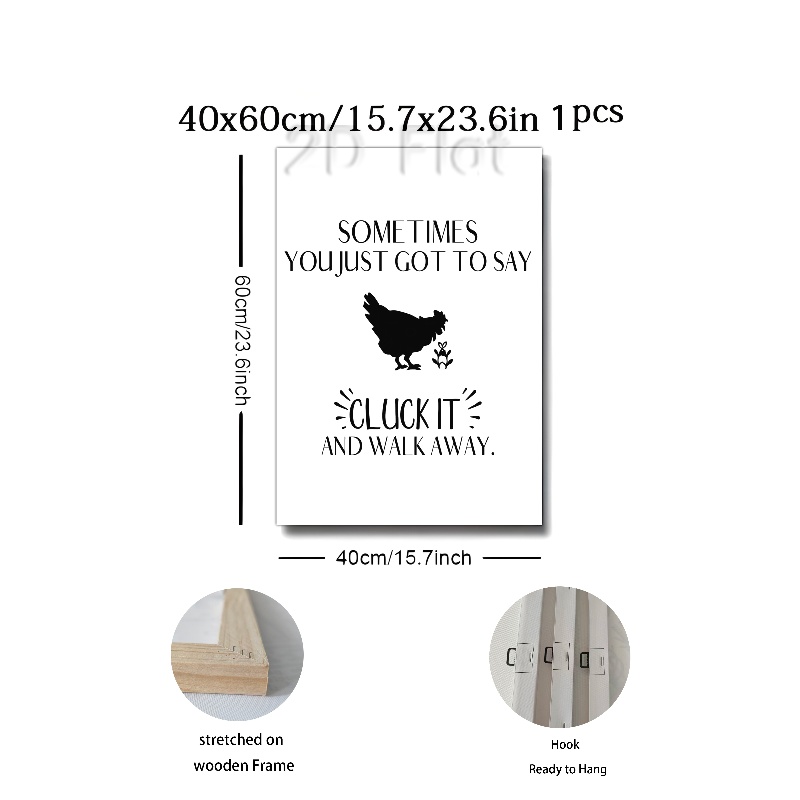 40x60cm/15.7x23.6in 1pcs
2D Flat
SOMETIMES
YOU JUST GOT TO SAY
60cm/23.6inch
CLUCK IT
AND WALK AWAY.
40cm/15.7inch
stretched on
wooden Frame
Hook
Ready to Hang